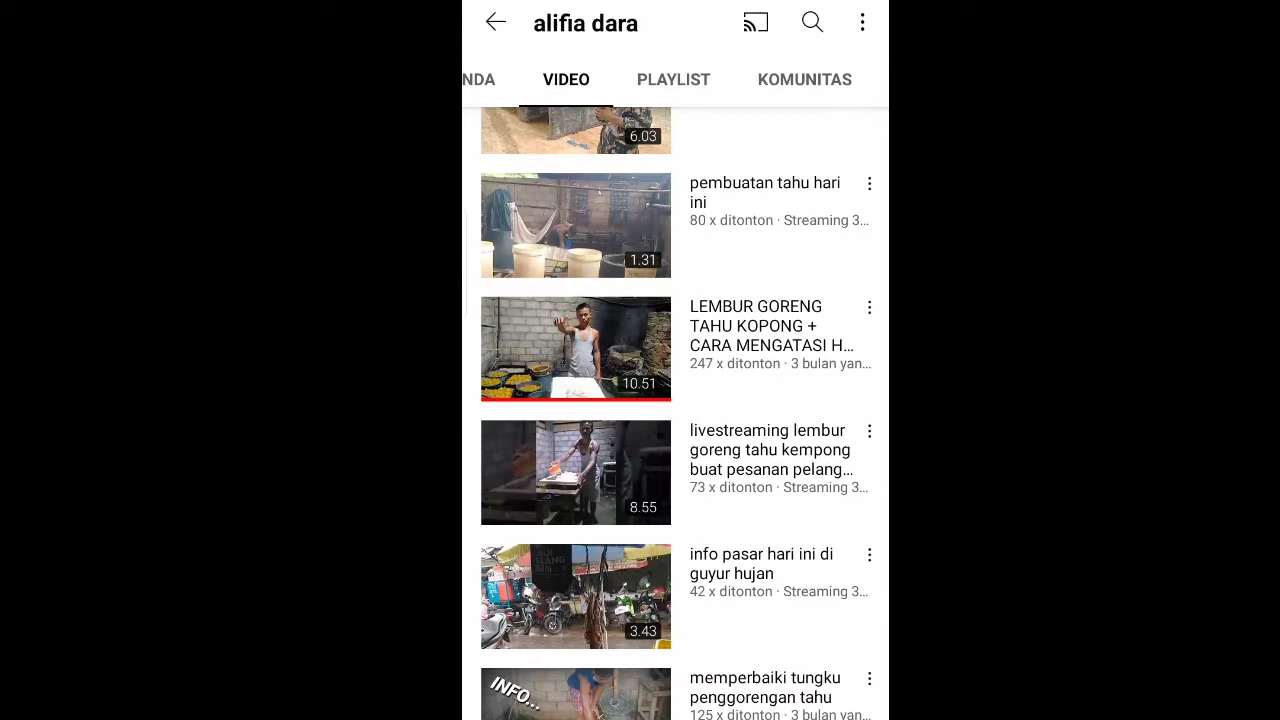 alifia dara
NDA VIDEO PLAYLIST KOMUNITAS
6.03
pembuatan tahu hari
ini
80 x ditonton · Streaming 3...
1.31
LEMBUR GORENG
TAHU KOPONG +
CARA MENGATASI H...
247 x ditonton · 3 bulan yan...
10.51
livestreaming lembur
goreng tahu kempong
buat pesanan pelang...
73 x ditonton · Streaming 3...
8.55
info pasar hari ini di
guyur hujan
42 x ditonton · Streaming 3...
3.43
INFO...
memperbaiki tungku
penggorengan tahu
125 x ditonton · 3 bulan yan...